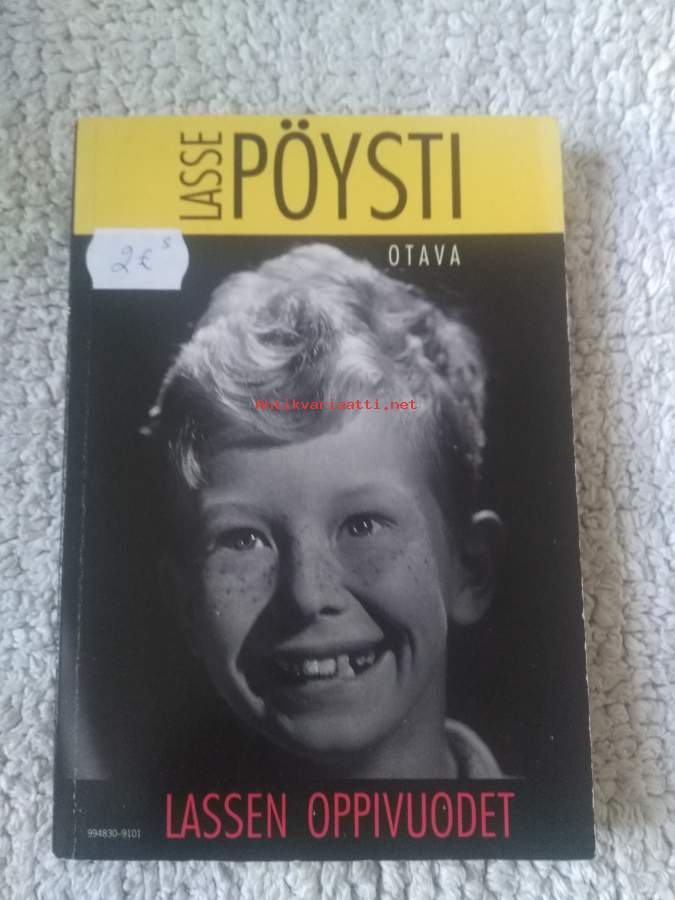 LASSE
PÖYSTI
OTAVA
2€ s
Antikvariaatti.net
LASSEN OPPIVUODET
994830-9101